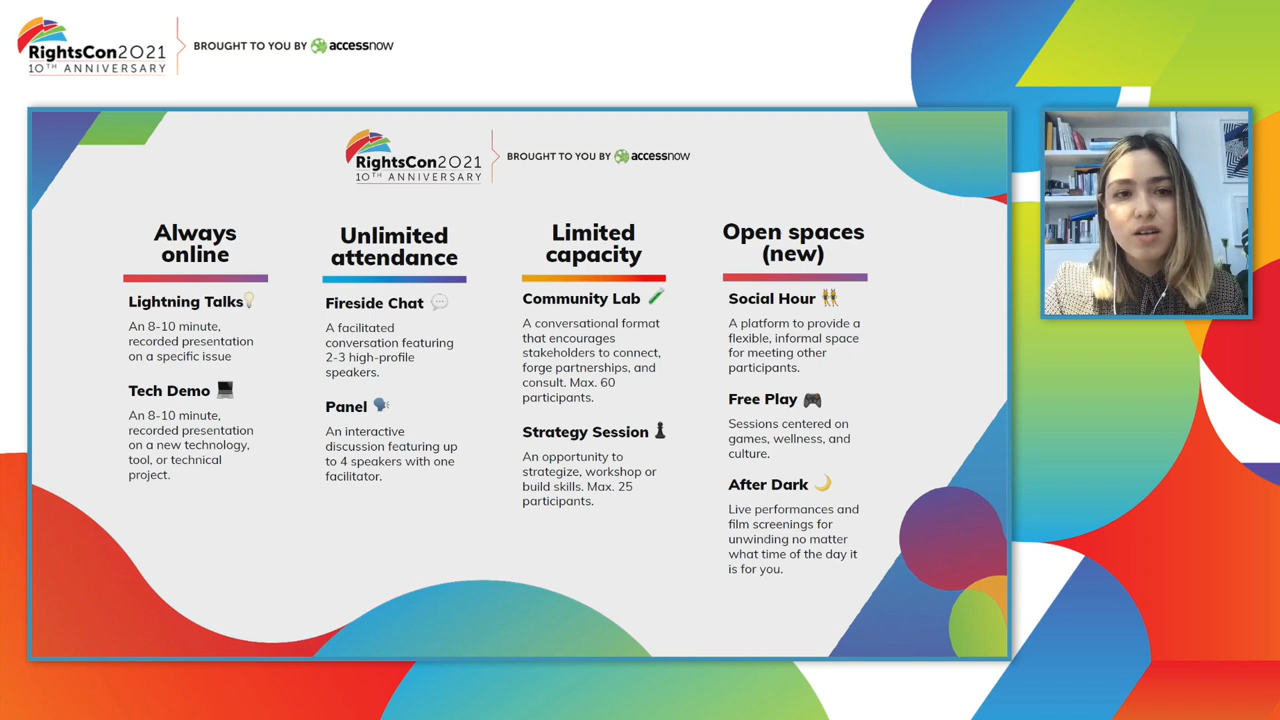 RightsCon2021
10TH ANNIVERSARY
BROUGHT TO YOU BY accessnow
RightsCon2021
10TH ANNIVERSARY
BROUGHT TO YOU BY accessnow
Always
online
Lightning Talks
An 8-10 minute,
recorded presentation
on a specific issue
Tech Demo
An 8-10 minute,
recorded presentation
on a new technology,
tool, or technical
project.
Unlimited
attendance
Fireside Chat
A facilitated
conversation featuring
2-3 high-profile
speakers.
Panel
An interactive
discussion featuring up
to 4 speakers with one
facilitator.
Limited
capacity
Community Lab
A conversational format
that encourages
stakeholders to connect,
forge partnerships, and
consult. Max. 60
participants.
Strategy Session
An opportunity to
strategize, workshop or
build skills. Max. 25
participants.
Open spaces
(new)
Social Hour
A platform to provide a
flexible, informal space
for meeting other
participants.
Free Play
Sessions centered on
games, wellness, and
culture.
After Dark
Live performances and
film screenings for
unwinding no matter
what time of the day it
is for you.